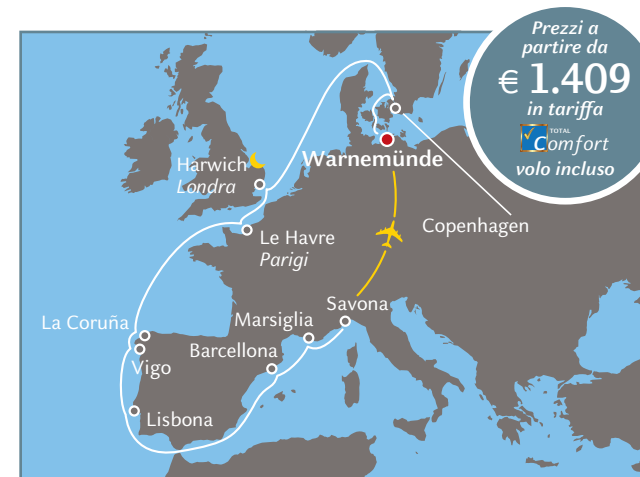 Prezzi a
partire da
€ 1.409
in tariffa
TOTAL
Comfort
volo incluso
Harwich
Londra
Warnemünde
Copenhagen
Le Havre
Parigi
Savona
La Coruña
Marsiglia
Barcellona
Vigo
Lisbona